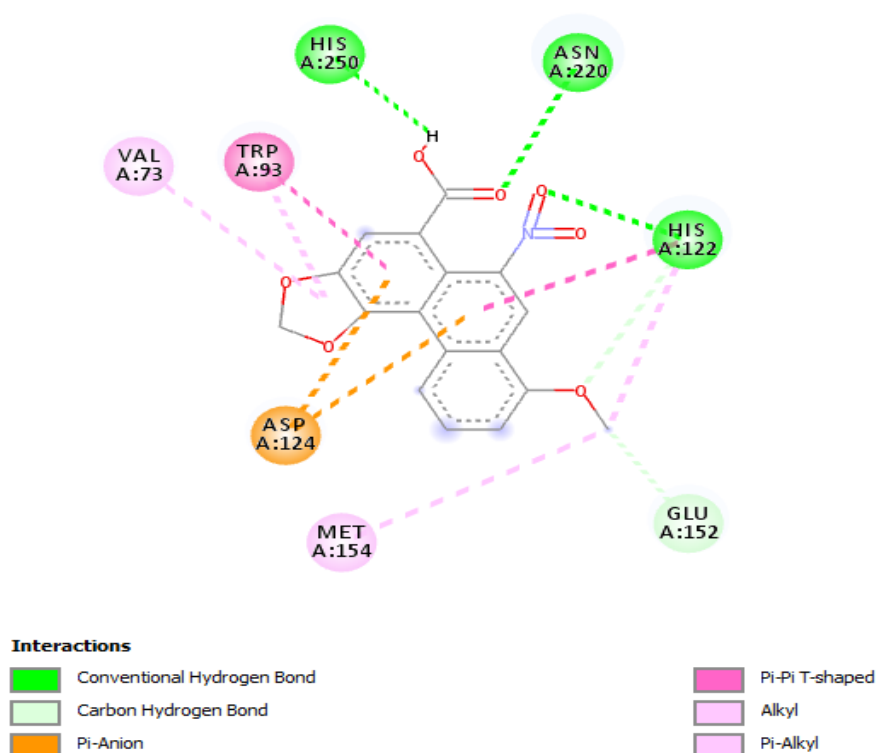 HIS
A:250
ASN
A:220
VAL
A:73
TRP
A:93
H
O
O
O
HIS
A:122
N
O
O
O
O
ASP
A:124
MET
A:154
GLU
A:152
Interactions
Conventional Hydrogen Bond
Carbon Hydrogen Bond
Pi-Anion
Pi-Pi T-shaped
Alkyl
Pi-Alkyl